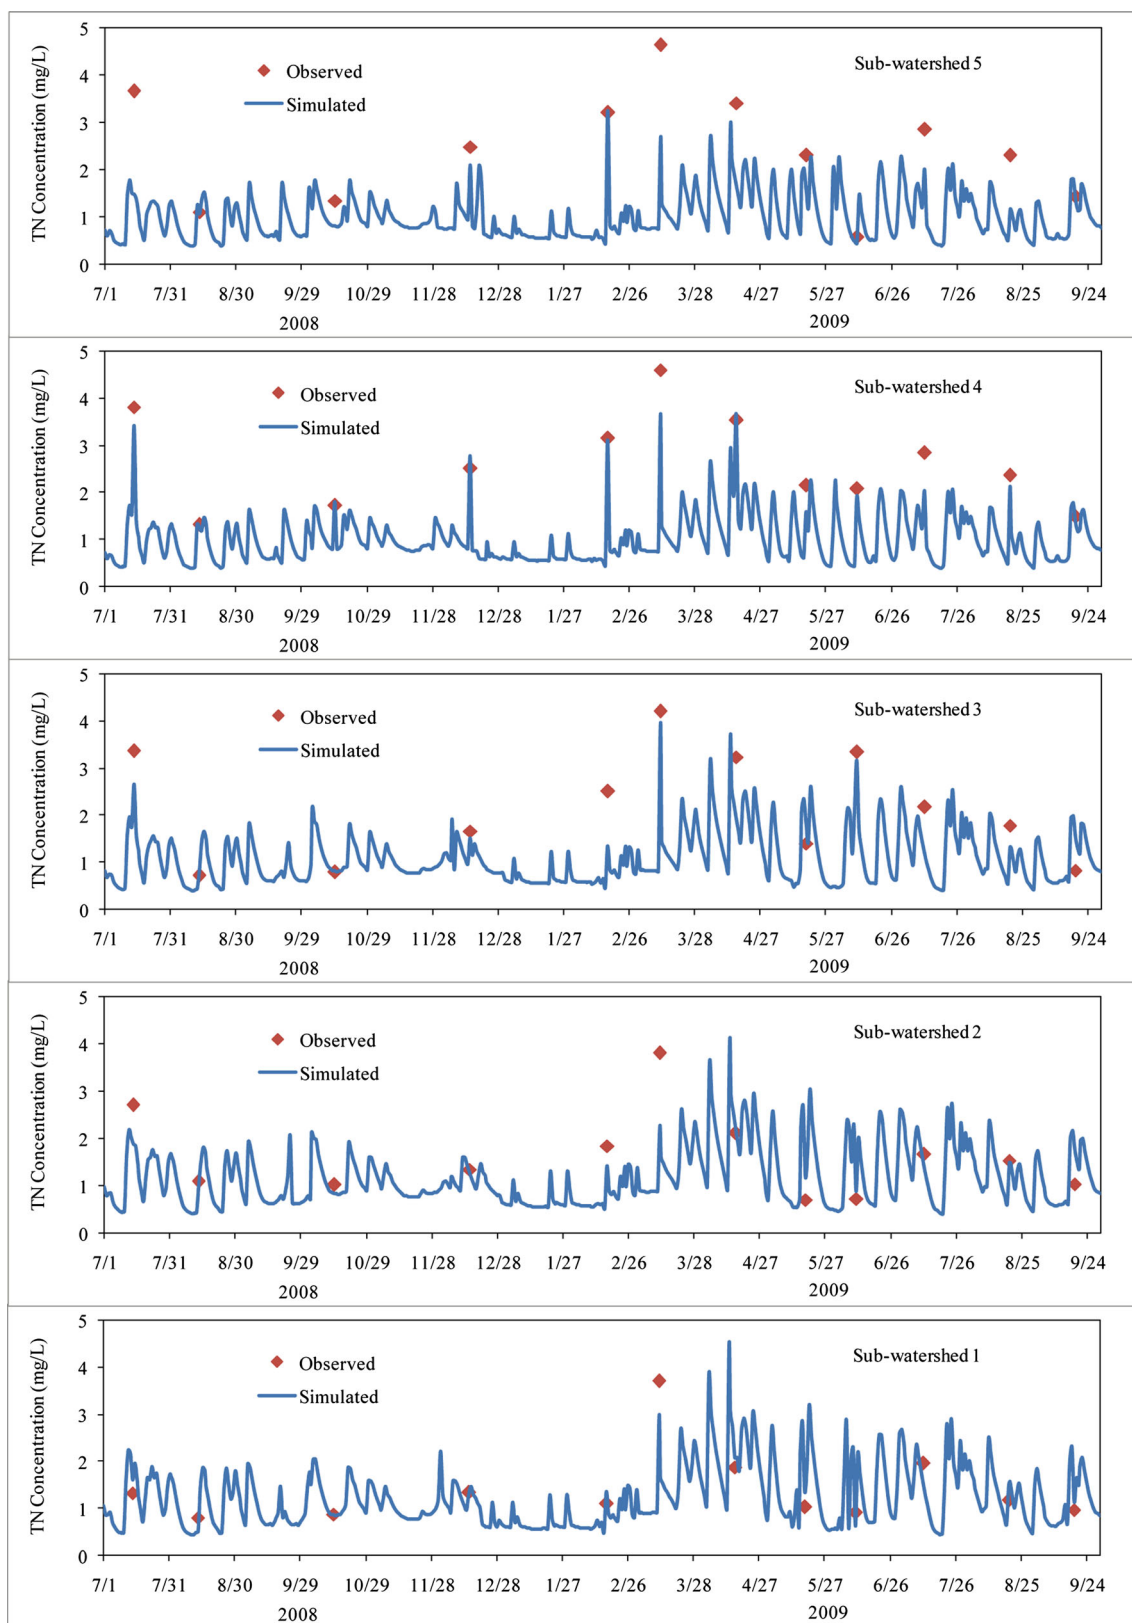 TN Concentration (mg/L)
5
4
3
2
1
0
Observed
Simulated
Sub-watershed 5
7/1 7/31 8/30 9/29 10/29 11/28 12/28 1/27 2/26 3/28 4/27 5/27 6/26 7/26 8/25 9/24
2008 2009
TN Concentration (mg/L)
5
4
3
2
1
0
Observed
Simulated
Sub-watershed 4
7/1 7/31 8/30 9/29 10/29 11/28 12/28 1/27 2/26 3/28 4/27 5/27 6/26 7/26 8/25 9/24
2008 2009
TN Concentration (mg/L)
5
4
3
2
1
0
Observed
Simulated
Sub-watershed 3
7/1 7/31 8/30 9/29 10/29 11/28 12/28 1/27 2/26 3/28 4/27 5/27 6/26 7/26 8/25 9/24
2008 2009
TN Concentration (mg/L)
5
4
3
2
1
0
Observed
Simulated
Sub-watershed 2
7/1 7/31 8/30 9/29 10/29 11/28 12/28 1/27 2/26 3/28 4/27 5/27 6/26 7/26 8/25 9/24
2008 2009
TN Concentration (mg/L)
5
4
3
2
1
0
Observed
Simulated
Sub-watershed 1
7/1 7/31 8/30 9/29 10/29 11/28 12/28 1/27 2/26 3/28 4/27 5/27 6/26 7/26 8/25 9/24
2008 2009